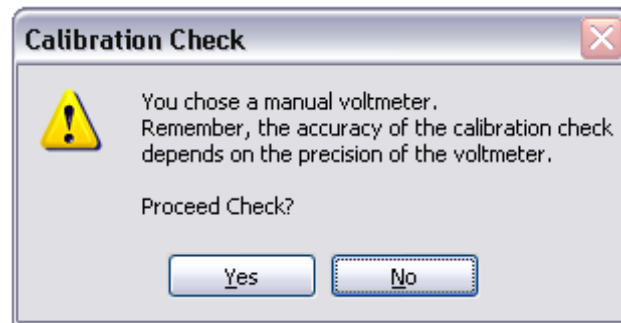 Calibration Check
You chose a manual voltmeter.
Remember, the accuracy of the calibration check
depends on the precision of the voltmeter.
Proceed Check?
Yes
No